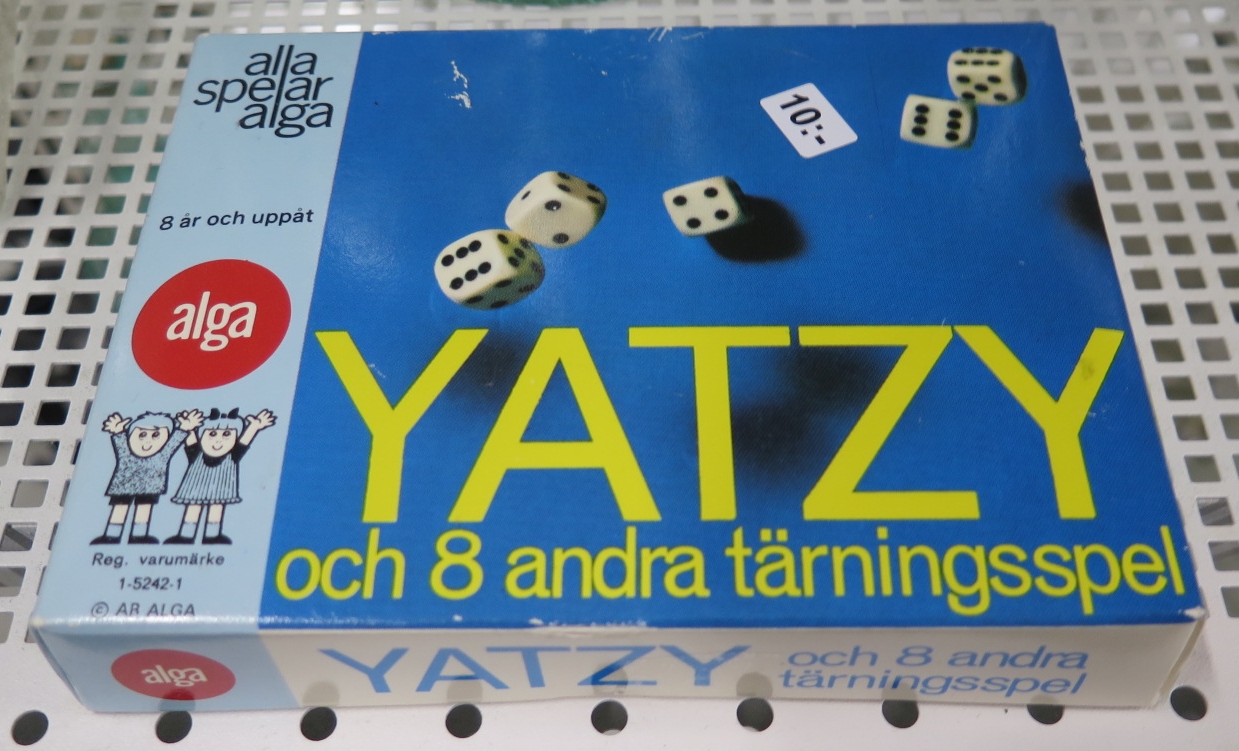 alla
spelar
alga
8 år och uppåt
alga
Reg. varumärke
1-5242-1
© AB ALGA
10:-
YATZY
och 8 andra tärningsspel
alga
YATZY
och 8 andra
tärningsspel